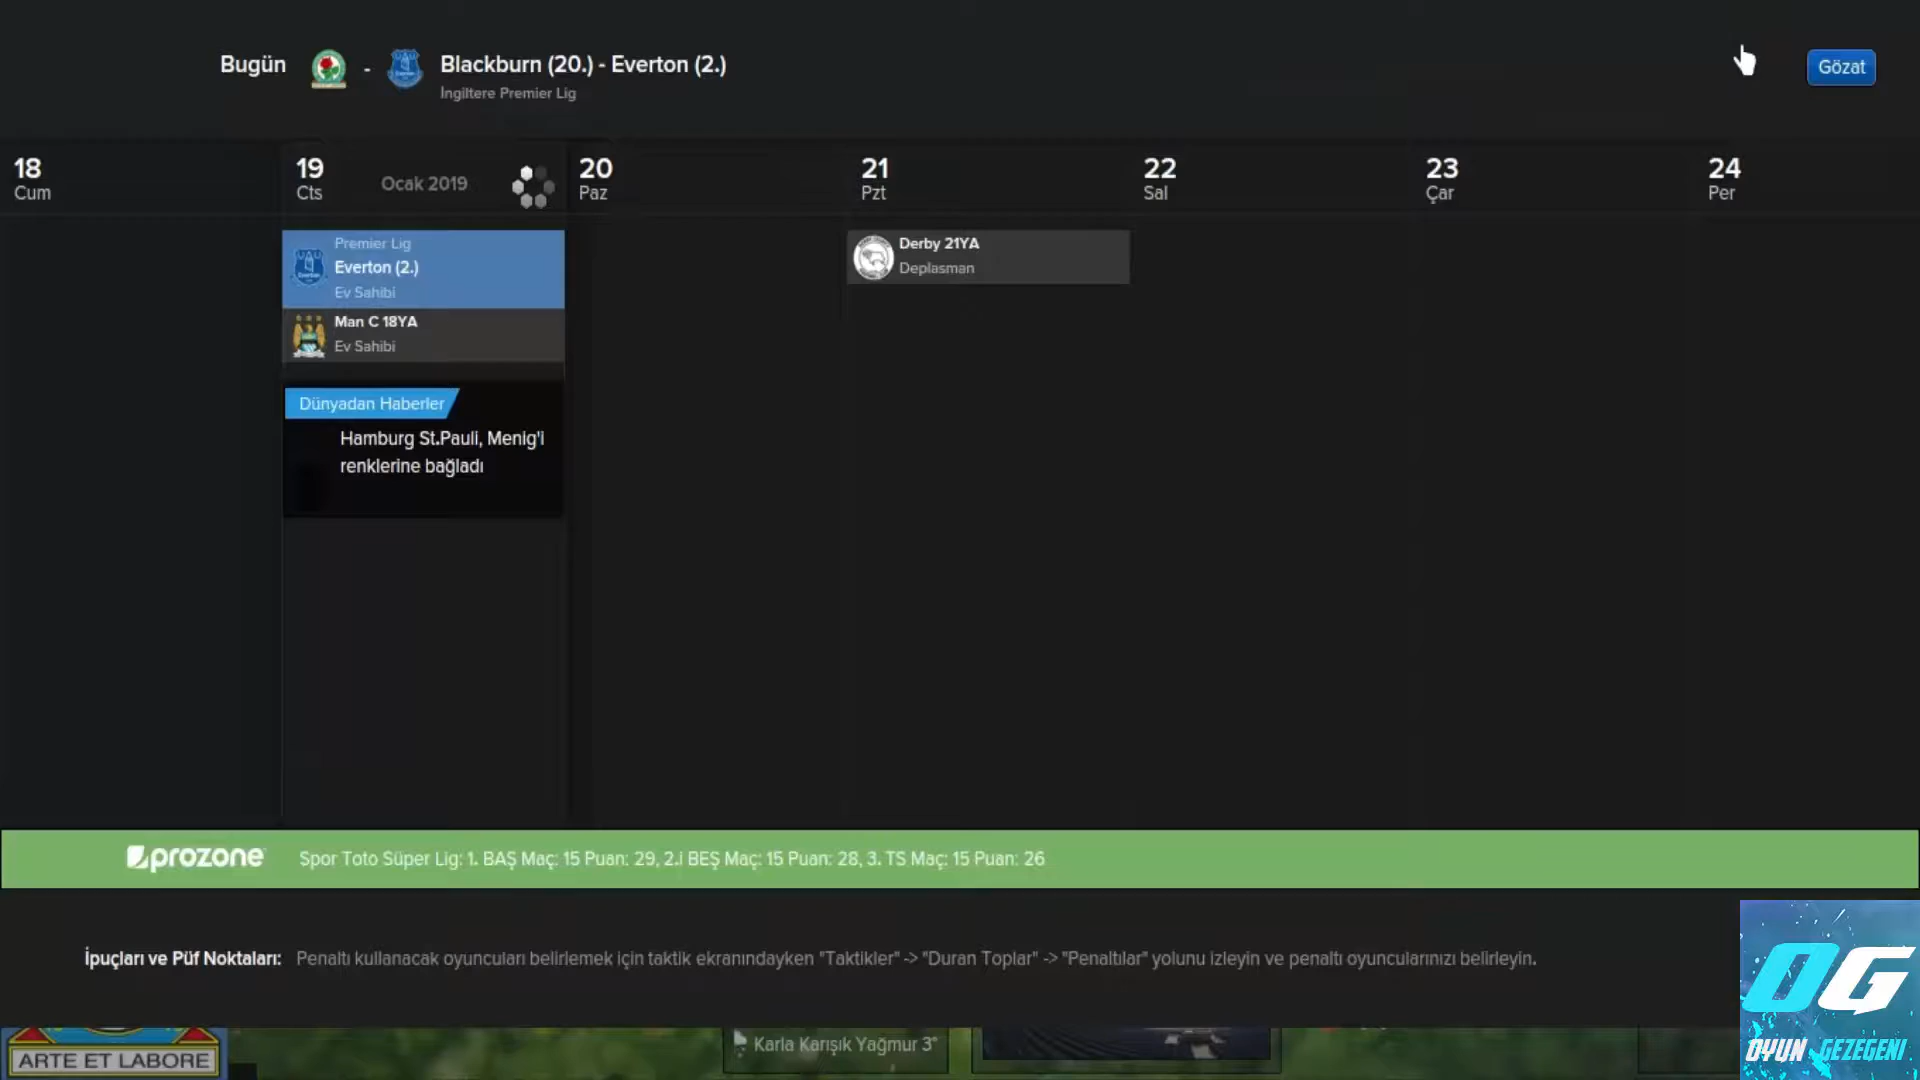 Bugün - Blackburn (20.) - Everton (2.)
İngiltere Premier Lig
Gözat
18
Cum
19
Cts
Ocak 2019
20
Paz
21
Pzt
22
Sal
23
Çar
24
Per
Premier Lig
Everton (2.)
Ev Sahibi
Man C 18YA
Ev Sahibi
Derby 21YA
Deplasman
Dünyadan Haberler
Hamburg St.Pauli, Menig'i
renklerine bağladı
prozone
Spor Toto Süper Lig: 1. BAŞ Maç: 15 Puan: 29, 2.i BEŞ Maç: 15 Puan: 28, 3. TS Maç: 15 Puan: 26
İpuçları ve Püf Noktaları: Penaltı kullanacak oyuncuları belirlemek için taktik ekranındayken "Taktikler" -> "Duran Toplar" -> "Penaltılar" yolunu izleyin ve penaltı oyuncularınızı belirleyin.
ARTE ET LABORE
Karla Karışık Yağmur 3°
OG
OYUN GEZEGENI